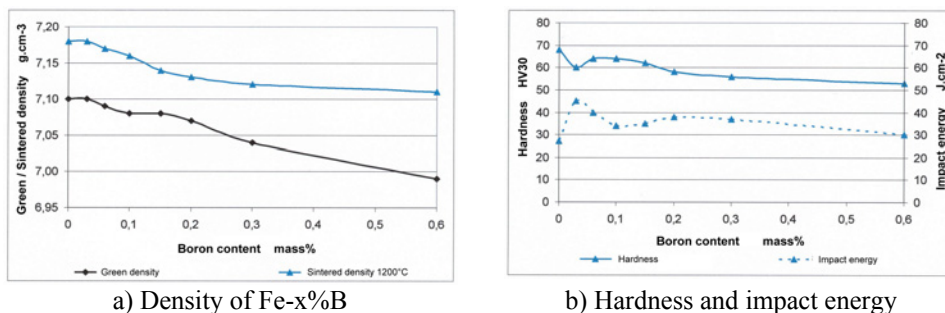 7,20
7,15
7,10
7,05
7,00
6,95
Green / Sintered density g.cm-3
0 0,1 0,2 0,3 0,4 0,5 0,6
Boron content mass%
Green density Sintered density 1200°C
a) Density of Fe-x%B
80
70
60
50
40
30
20
10
0
Hardness HV30
80
70
60
50
40
30
20
10
0
Impact energy J.cm-2
0 0,1 0,2 0,3 0,4 0,5 0,6
Boron content mass%
Hardness Impact energy
b) Hardness and impact energy